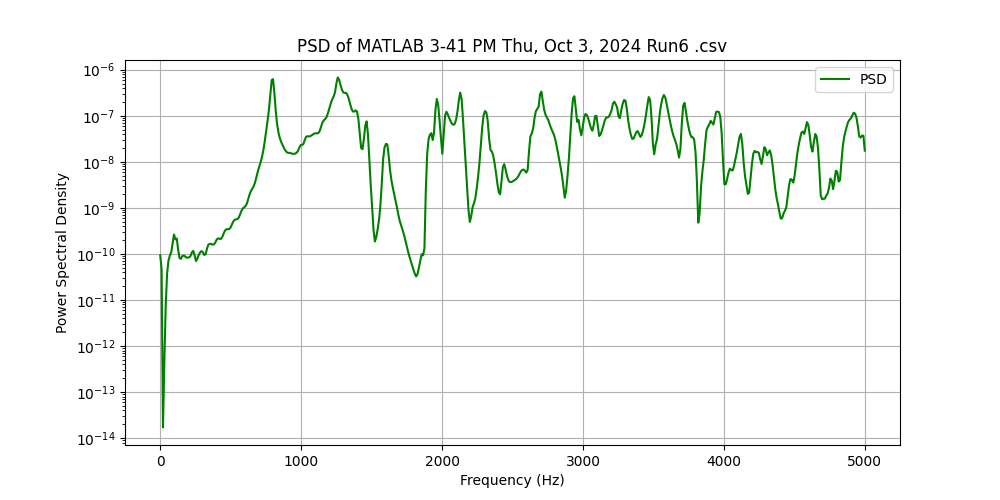 PSD of MATLAB 3-41 PM Thu, Oct 3, 2024 Run6 .csv
PSD
Power Spectral Density
10⁻⁶
10⁻⁷
10⁻⁸
10⁻⁹
10⁻¹⁰
10⁻¹¹
10⁻¹²
10⁻¹³
10⁻¹⁴
0 1000 2000 3000 4000 5000
Frequency (Hz)